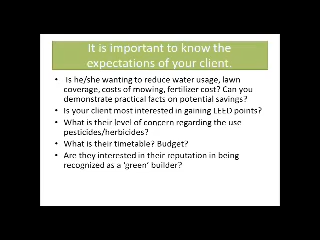 It is important to know the
expectations of your client.
• Is he/she wanting to reduce water usage, lawn
coverage, costs of mowing, fertilizer cost? Can you
demonstrate practical facts on potential savings?
• Is your client most interested in gaining LEED points?
• What is their level of concern regarding the use
pesticides/herbicides?
• What is their timetable? Budget?
• Are they interested in their reputation in being
recognized as a ‘green’ builder?